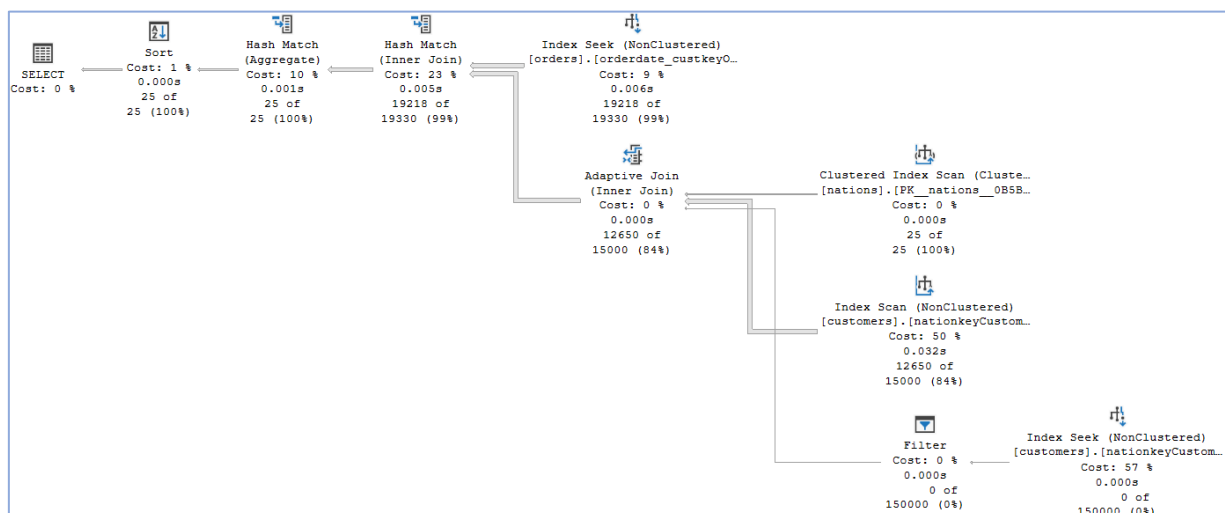 SELECT
Cost: 0 %
Sort
Cost: 1 %
0.000s
25 of
25 (100%)
Hash Match
(Aggregate)
Cost: 10 %
0.001s
25 of
25 (100%)
Hash Match
(Inner Join)
Cost: 23 %
0.005s
19218 of
19330 (99%)
Index Seek (NonClustered)
[orders].[orderdate_custkeyO…
Cost: 9 %
0.006s
19218 of
19330 (99%)
Adaptive Join
(Inner Join)
Cost: 0 %
0.000s
12650 of
15000 (84%)
Clustered Index Scan (Cluste…
[nations].[PK__nations__0B5B…
Cost: 0 %
0.000s
25 of
25 (100%)
Index Scan (NonClustered)
[customers].[nationkeyCustom…
Cost: 50 %
0.032s
12650 of
15000 (84%)
Filter
Cost: 0 %
0.000s
0 of
150000 (0%)
Index Seek (NonClustered)
[customers].[nationkeyCustom…
Cost: 57 %
0.000s
0 of
150000 (0%)